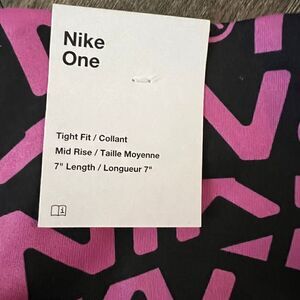 Nike
One
Tight Fit / Collant
Mid Rise / Taille Moyenne
7" Length / Longueur 7"